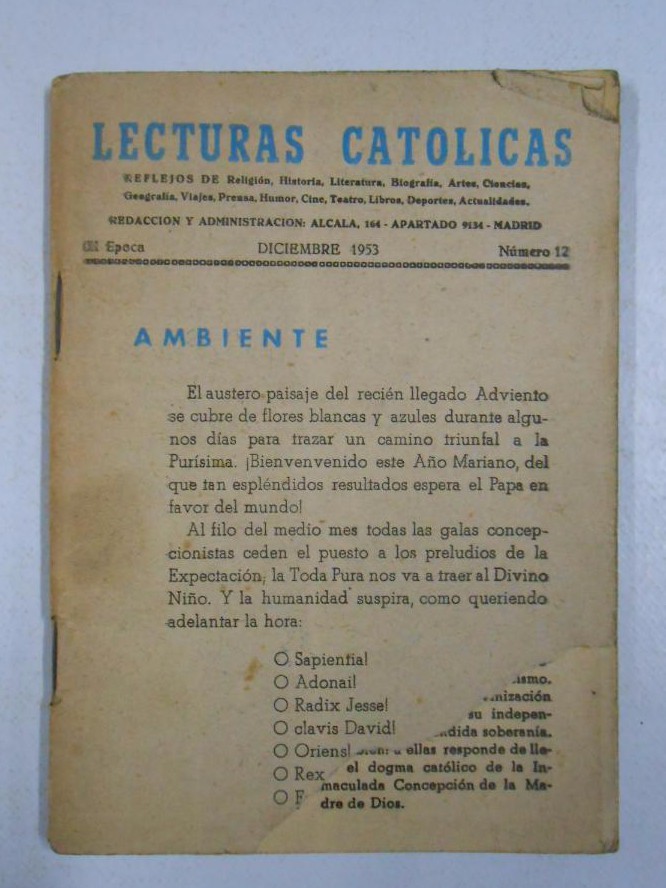 LECTURAS CATOLICAS
REFLEJOS DE Religión, Historia, Literatura, Biografía, Artes, Ciencias,
Geografía, Viajes, Prensa, Humor, Cine, Teatro, Libros, Deportes, Actualidades.
REDACCION Y ADMINISTRACION: ALCALA, 164 - APARTADO 9134 - MADRID
Epoca DICIEMBRE 1953 Número 12
AMBIENTE
El austero paisaje del recién llegado Adviento
se cubre de flores blancas y azules durante algu-
nos días para trazar un camino triunfal a la
Purísima. ¡Bienvenvenido este Año Mariano, del
que tan espléndidos resultados espera el Papa en
favor del mundo!
Al filo del medio mes todas las galas concep-
cionistas ceden el puesto a los preludios de la
Expectación; la Toda Pura nos va a traer al Divino
Niño. Y la humanidad suspira, como queriendo
adelantar la hora:
O Sapientia!
O Adonai!
O Radix Jesse!
O clavis David!
O Oriens!
O Rex
O
ismo.
nización
su indepen-
dida soberanía.
ellas responde de lle-
el dogma católico de la In-
maculada Concepción de la Ma-
dre de Dios.